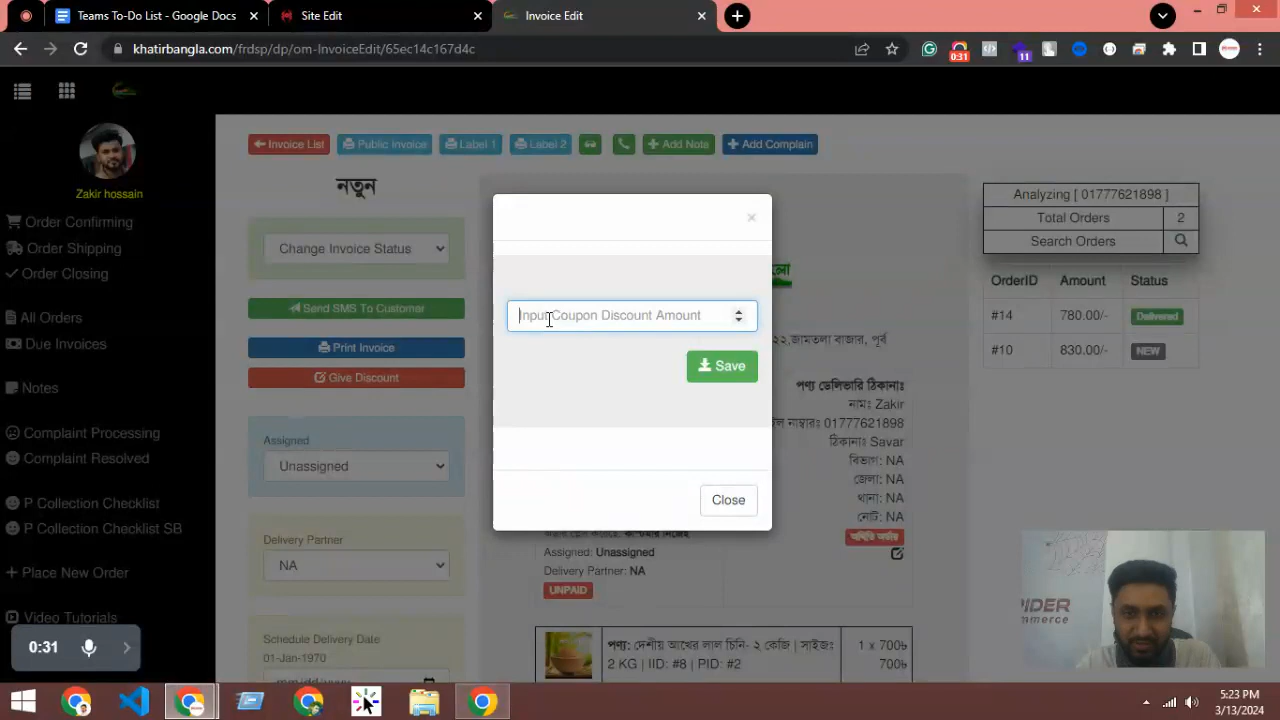 Teams To-Do List - Google Docs
Site Edit
Invoice Edit
khatirbangla.com/frdsp/dp/om-InvoiceEdit/65ec14c167d4c
0:31
11
Invoice List
Public Invoice
Label 1
Label 2
Add Note
Add Complain
Zakir hossain
Order Confirming
Order Shipping
Order Closing
All Orders
Due Invoices
Notes
Complaint Processing
Complaint Resolved
P Collection Checklist
P Collection Checklist SB
Place New Order
Video Tutorials
0:31
নতুন
Change Invoice Status
Send SMS To Customer
Print Invoice
Give Discount
Assigned
Unassigned
Delivery Partner
NA
Schedule Delivery Date
01-Jan-1970
×
Input Coupon Discount Amount
Save
Close
২২,জামতলা বাজার, পূর্ব
পণ্য ডেলিভারি ঠিকানাঃ
নামঃ Zakir
নাম্বারঃ 01777621898
ঠিকানাঃ Savar
বিভাগ: NA
জেলা: NA
থানা: NA
নোট: NA
Assigned: Unassigned
Delivery Partner: NA
UNPAID
পণ্য: দেশীয় আখের লাল চিনি- ২ কেজি | সাইজঃ
2 KG | IID: #8 | PID: #2
1 x 700৳
700৳
Analyzing [ 01777621898 ]
Total Orders 2
Search Orders
OrderID Amount Status
#14 780.00/- Delivered
#10 830.00/- NEW
5:23 PM
3/13/2024